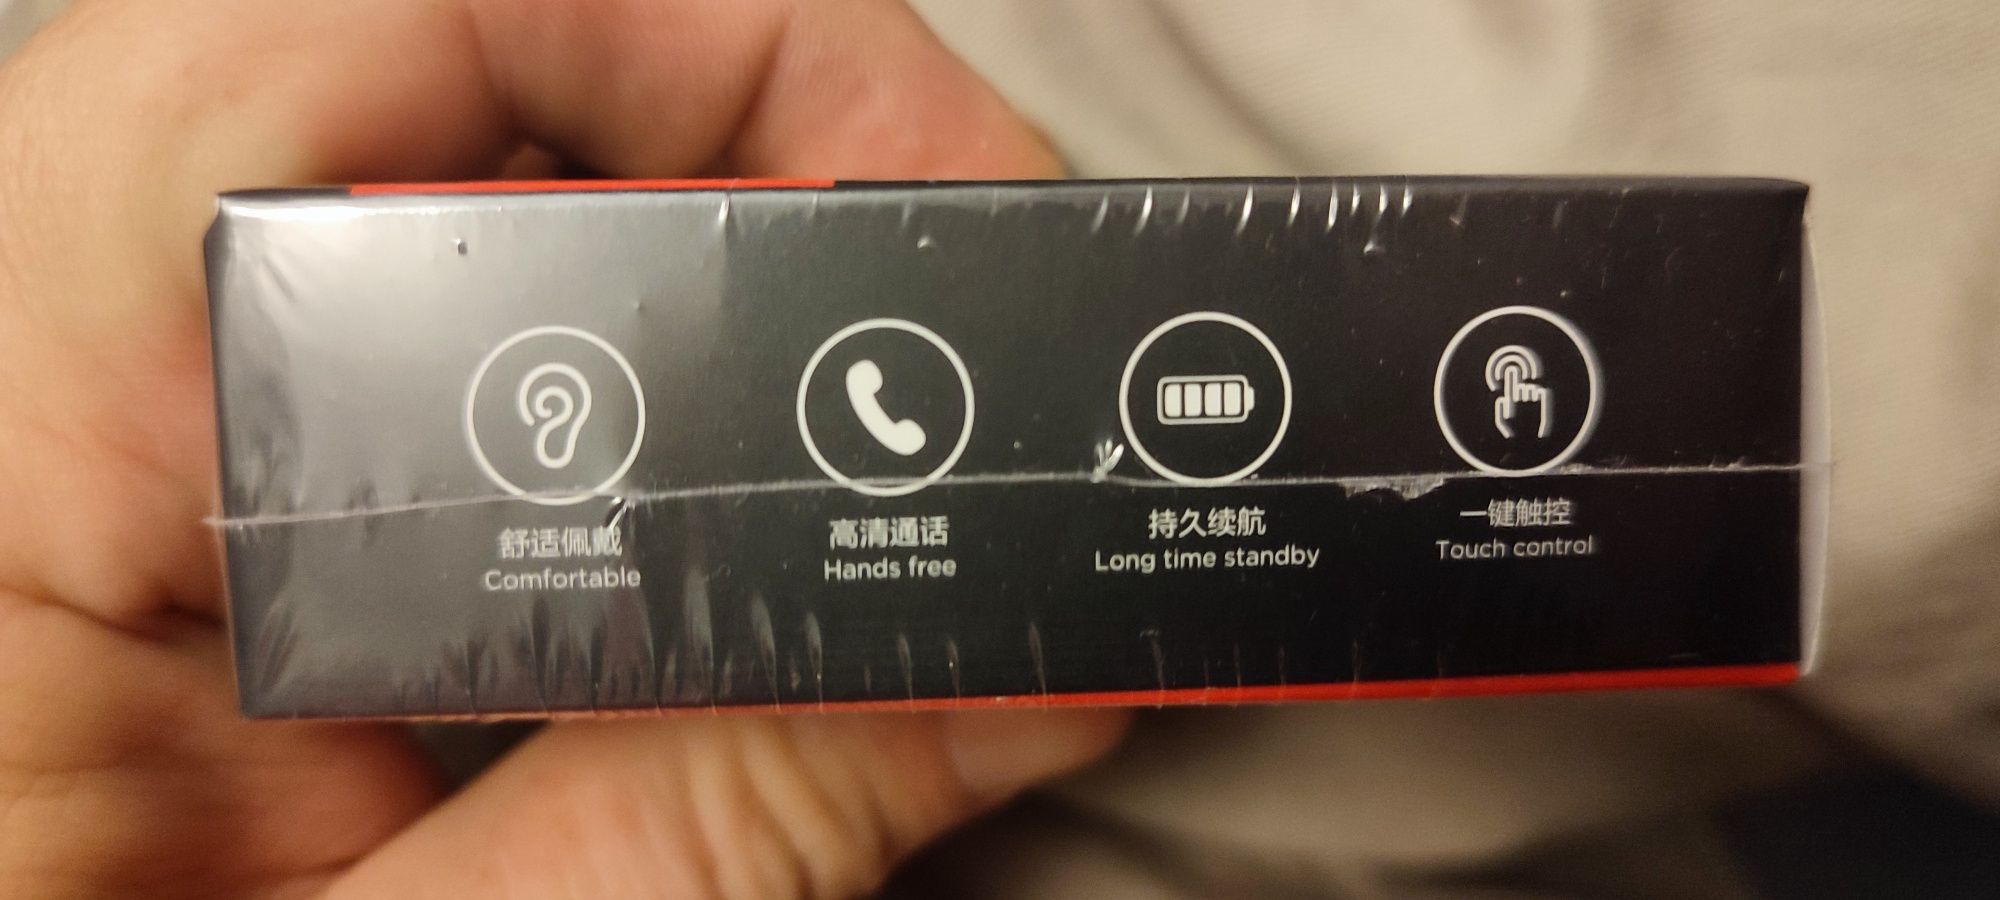 舒适佩戴
Comfortable
高清通话
Hands free
持久续航
Long time standby
一键触控
Touch control